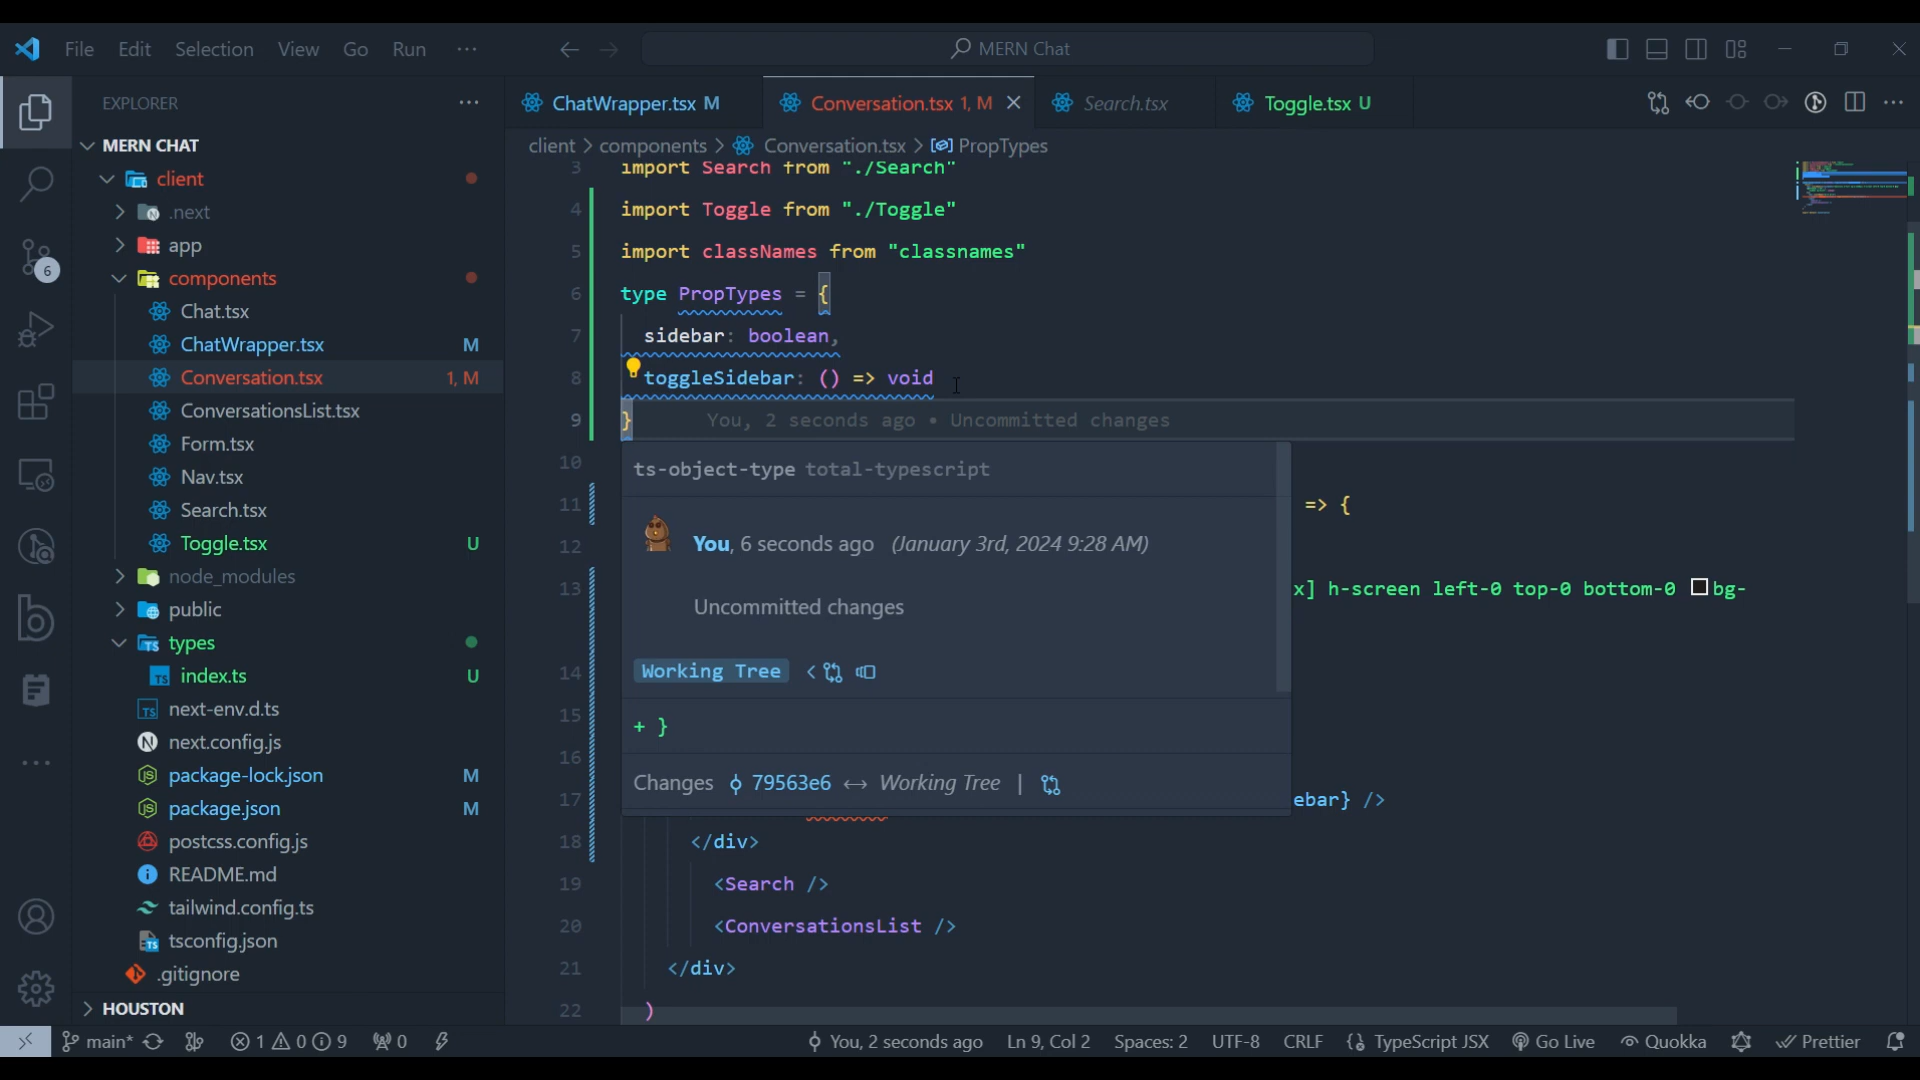 File Edit Selection View Go Run ···
MERN Chat
EXPLORER ···
MERN CHAT
client
.next
app
components
Chat.tsx
ChatWrapper.tsx M
Conversation.tsx 1, M
ConversationsList.tsx
Form.tsx
Nav.tsx
Search.tsx
Toggle.tsx U
node_modules
public
types
index.ts U
next-env.d.ts
next.config.js
package-lock.json M
package.json M
postcss.config.js
README.md
tailwind.config.ts
tsconfig.json
.gitignore
HOUSTON
6
ChatWrapper.tsx M Conversation.tsx 1, M Search.tsx Toggle.tsx U
client > components > Conversation.tsx > PropTypes
3 import Search from "./Search"
4 import Toggle from "./Toggle"
5 import classNames from "classnames"
6 type PropTypes = {
7 sidebar: boolean,
8 toggleSidebar: () => void
9 } You, 2 seconds ago • Uncommitted changes
10
11 => {
12
13 x] h-screen left-0 top-0 bottom-0 bg-
14
15
16
17 ebar} />
18 </div>
19 <Search />
20 <ConversationsList />
21 </div>
22 )
ts-object-type total-typescript
You, 6 seconds ago (January 3rd, 2024 9:28 AM)
Uncommitted changes
Working Tree <
+ }
Changes 79563e6 ↔ Working Tree |
main* 1 0 9 0 You, 2 seconds ago Ln 9, Col 2 Spaces: 2 UTF-8 CRLF {} TypeScript JSX Go Live Quokka Prettier